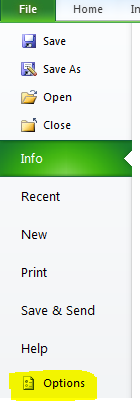 File Home In
Save
Save As
Open
Close
Info
Recent
New
Print
Save & Send
Help
Options